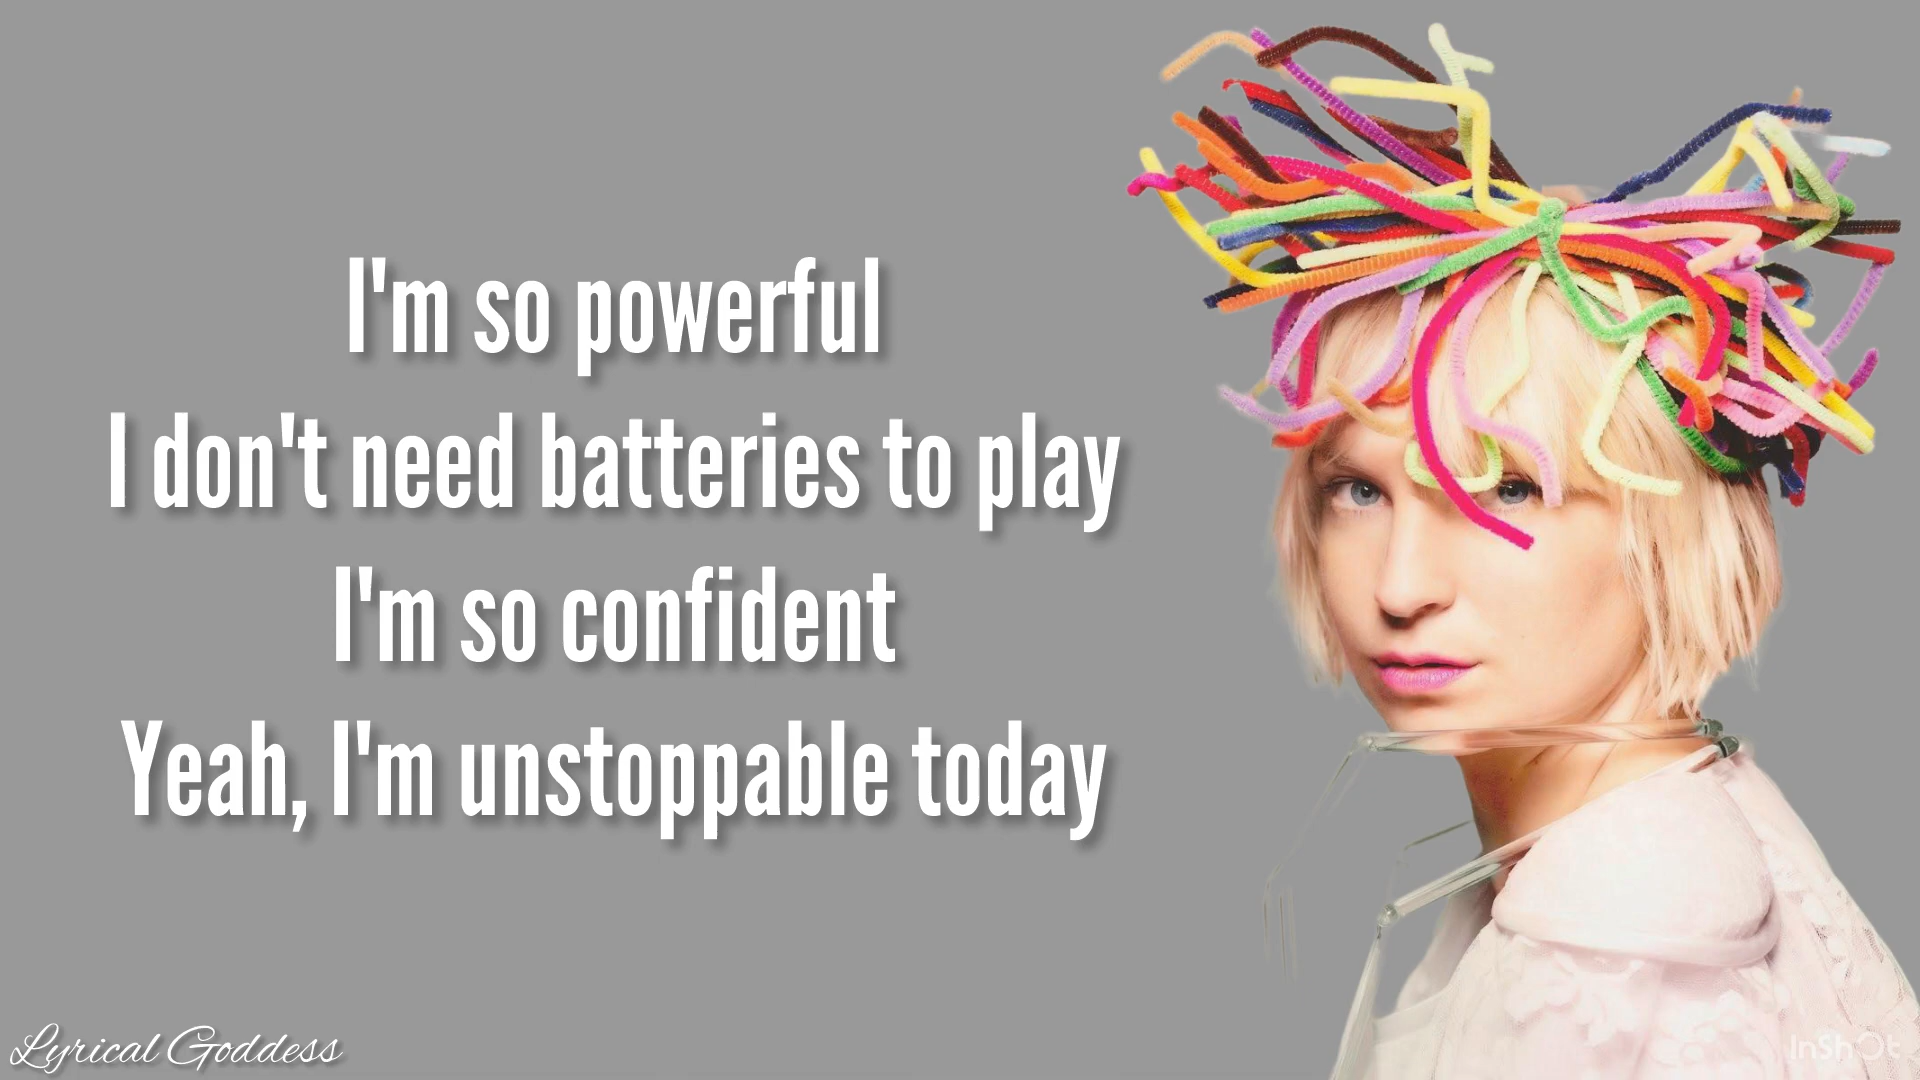 I'm so powerful
I don't need batteries to play
I'm so confident
Yeah, I'm unstoppable today
Lyrical Goddess
InShOt